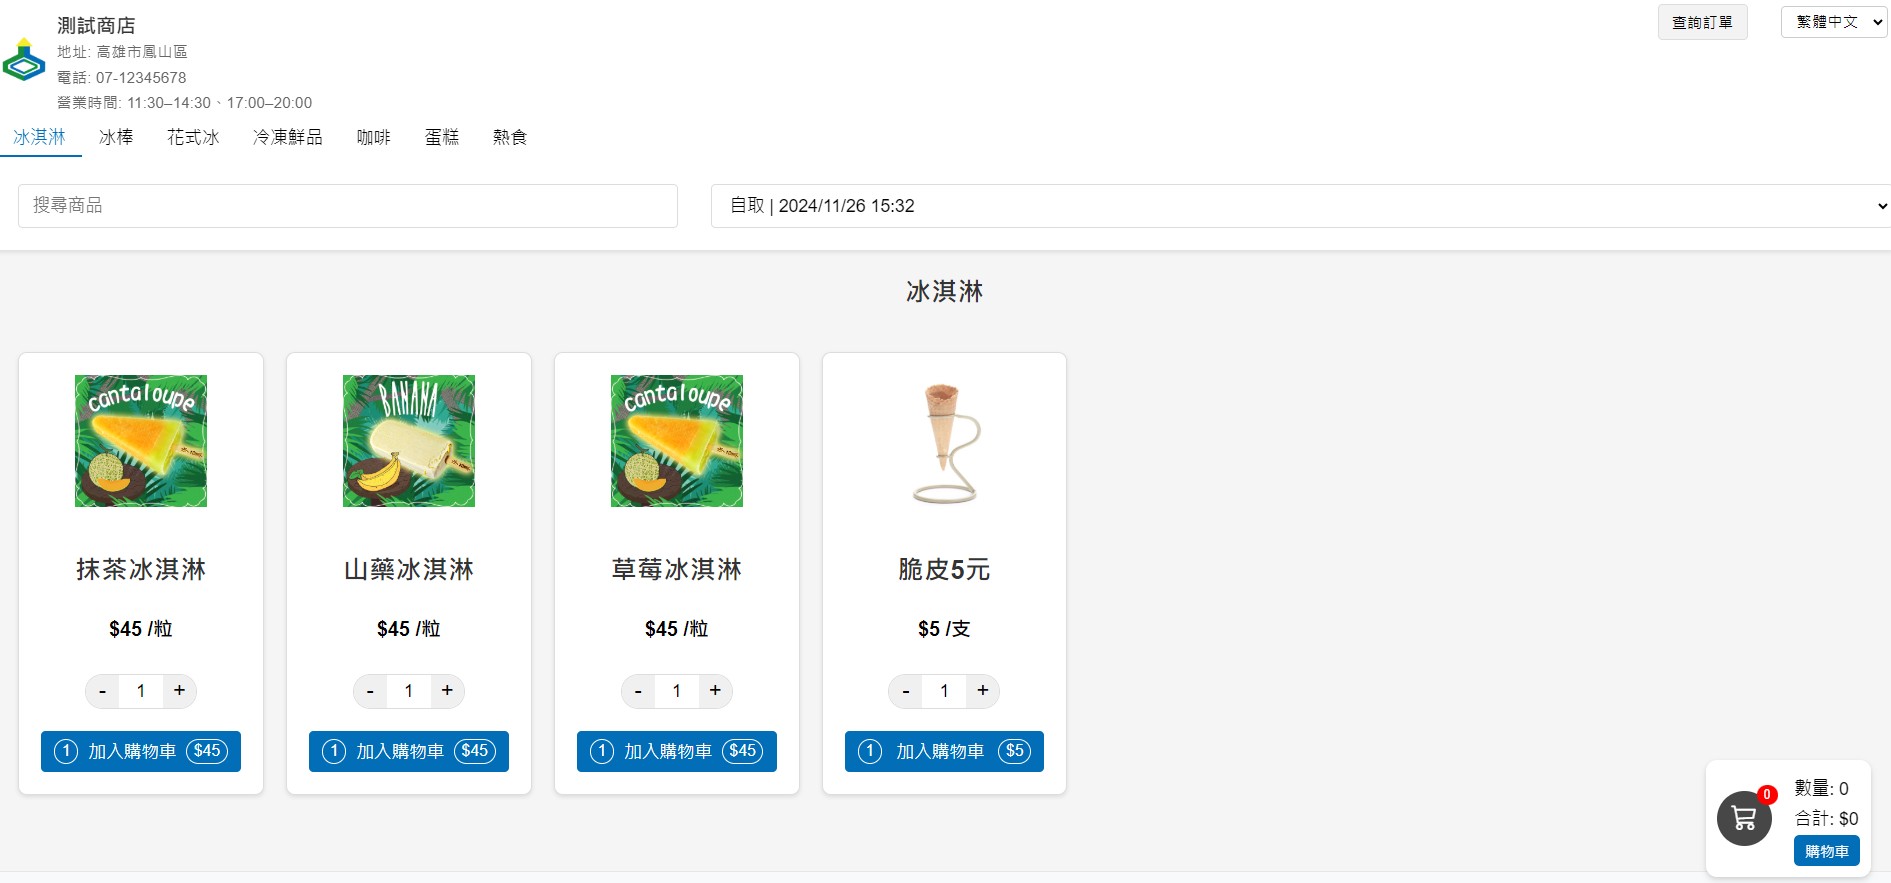 測試商店
地址: 高雄市鳳山區
電話: 07-12345678
營業時間: 11:30–14:30、17:00–20:00
查詢訂單
繁體中文
冰淇淋 冰棒 花式冰 冷凍鮮品 咖啡 蛋糕 熱食
搜尋商品
自取 | 2024/11/26 15:32
冰淇淋
cantaloupe
BANANA
cantaloupe
抹茶冰淇淋 山藥冰淇淋 草莓冰淇淋 脆皮5元
$45 /粒 $45 /粒 $45 /粒 $5 /支
- 1 + - 1 + - 1 + - 1 +
1 加入購物車 $45 1 加入購物車 $45 1 加入購物車 $45 1 加入購物車 $5
0
數量: 0
合計: $0
購物車